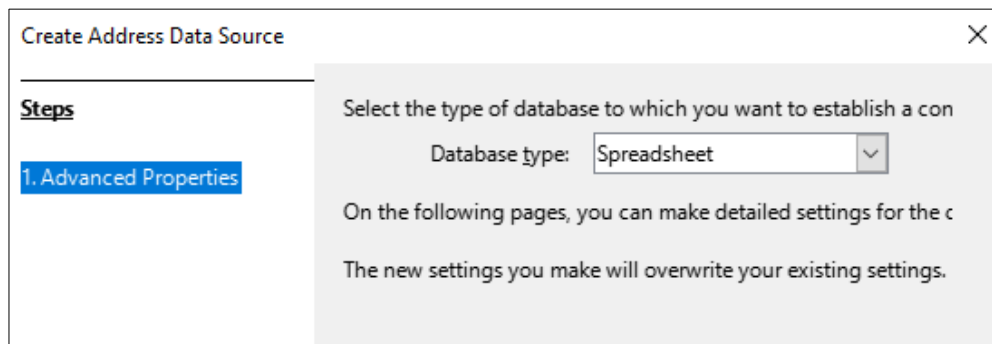 Create Address Data Source
Steps
Select the type of database to which you want to establish a con
Database type: Spreadsheet
1. Advanced Properties
On the following pages, you can make detailed settings for the c
The new settings you make will overwrite your existing settings.